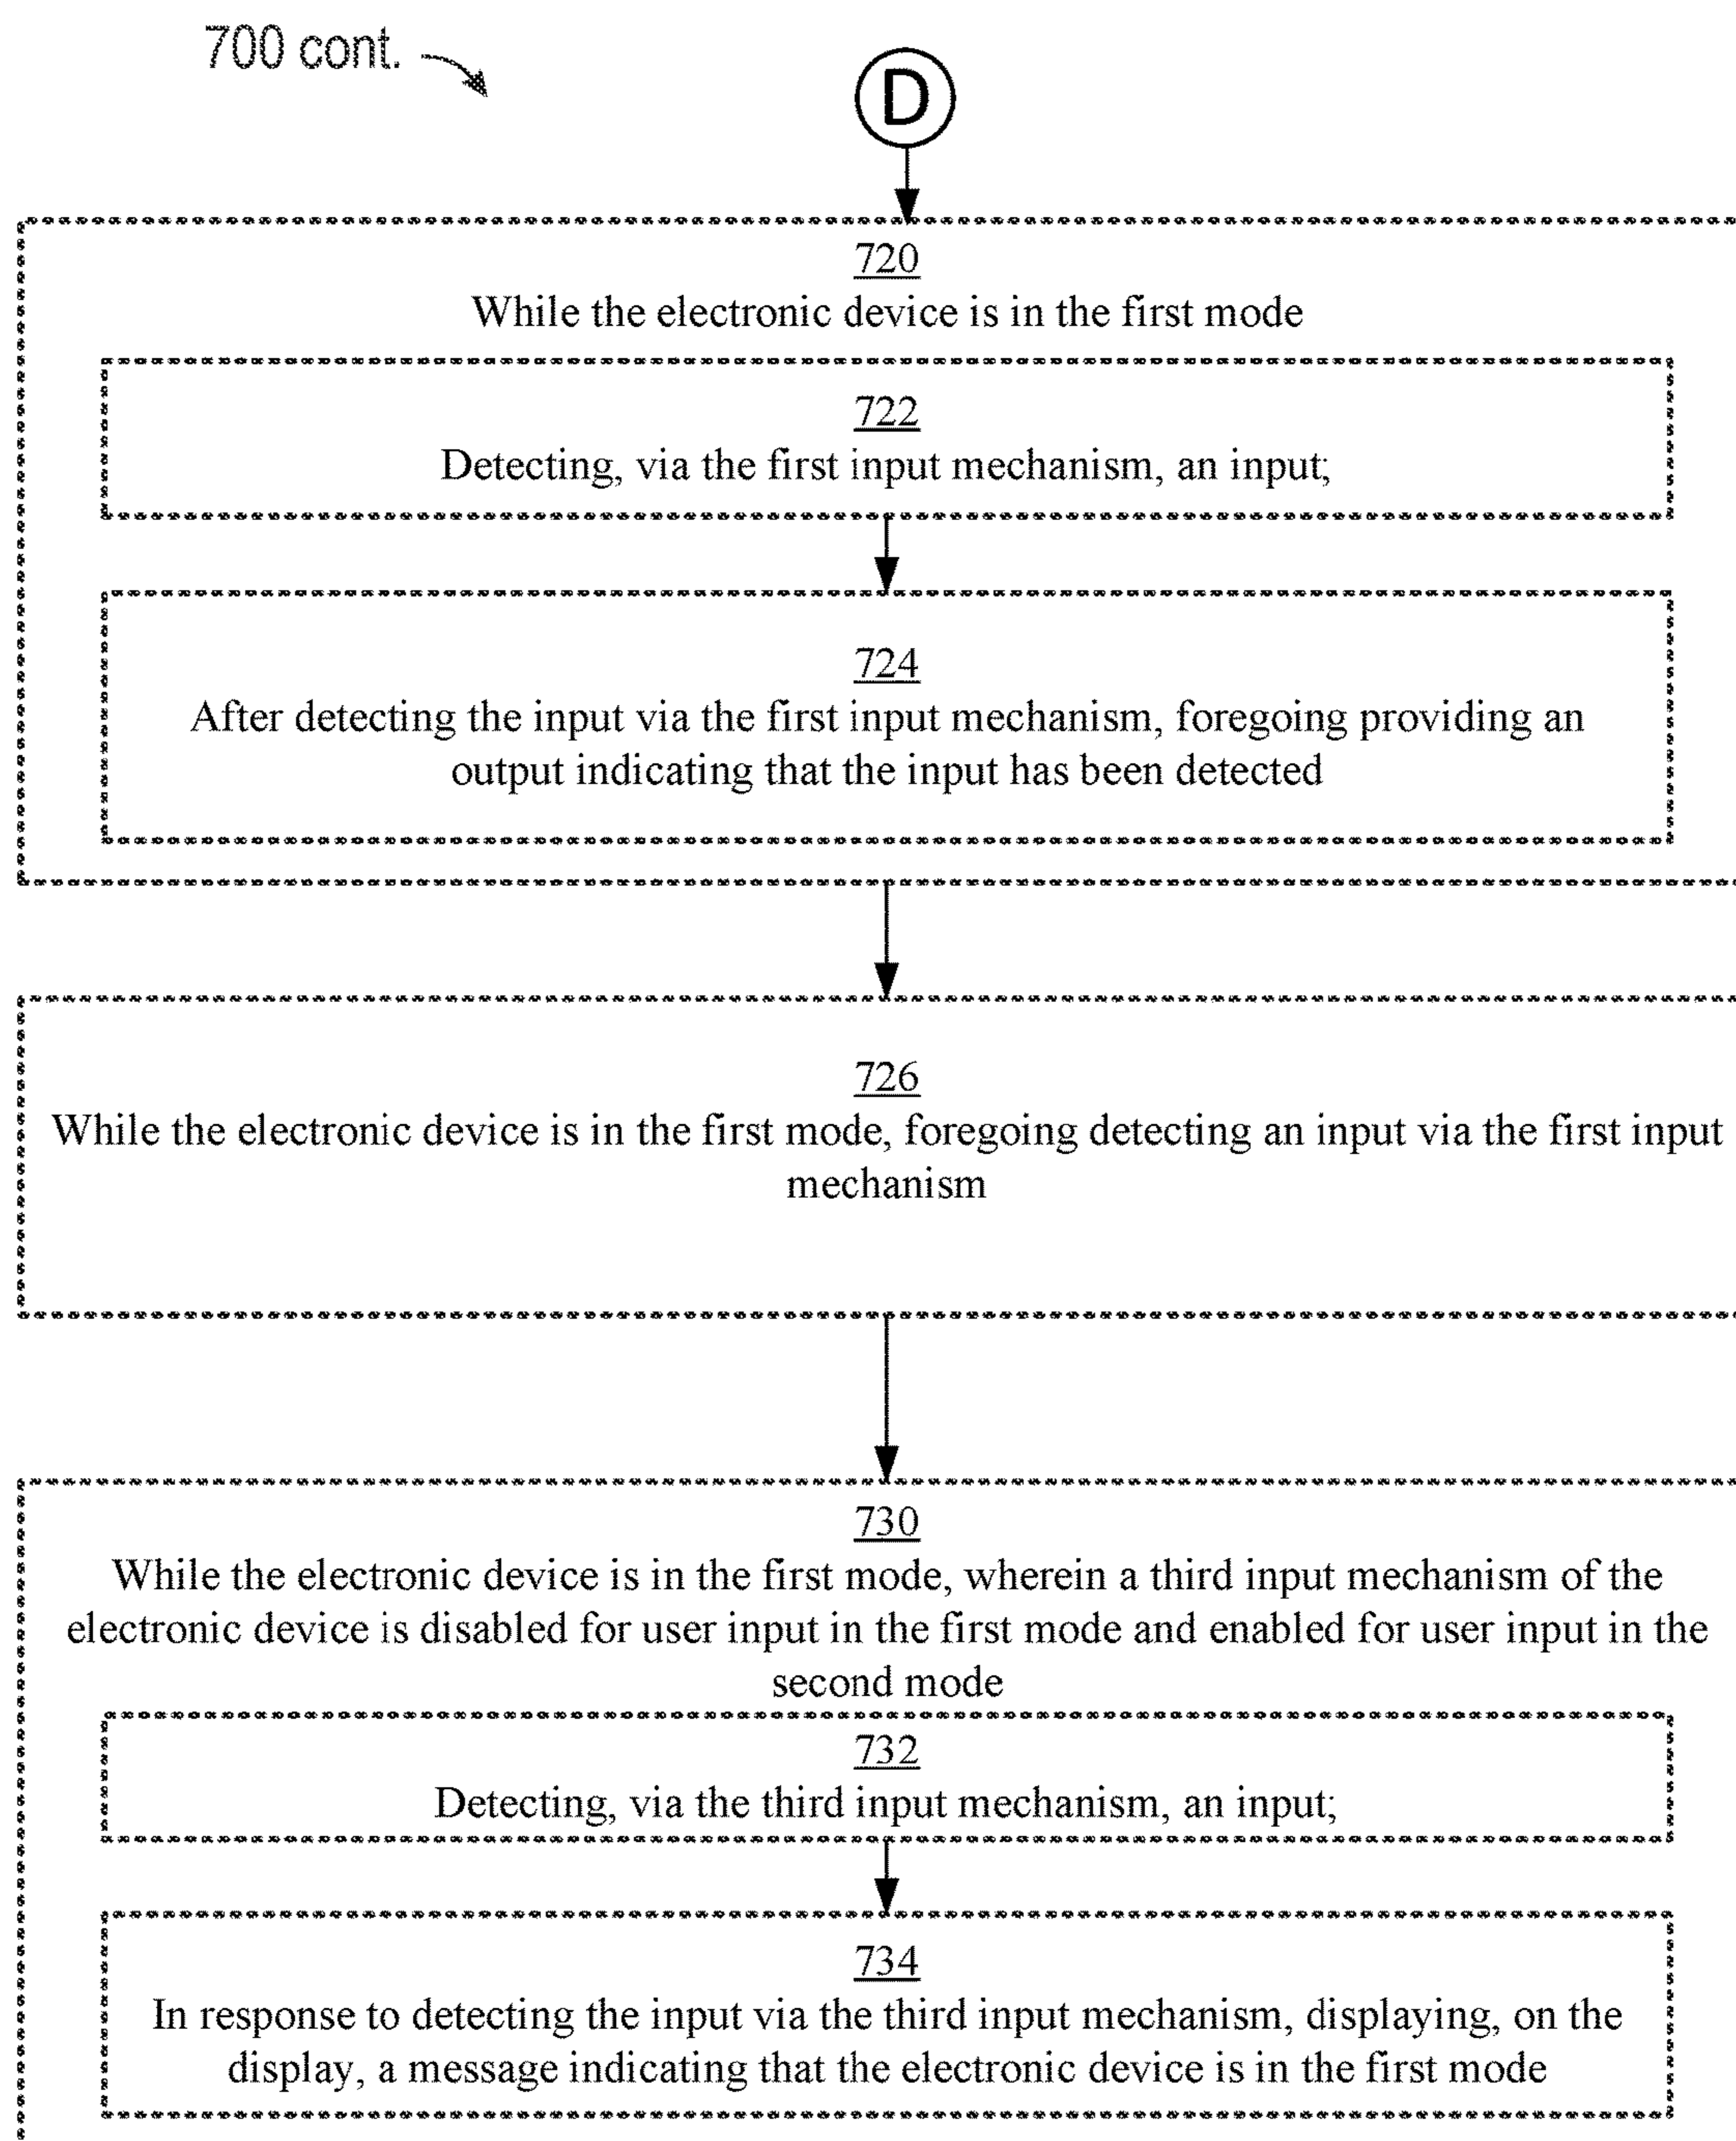 700 cont.
D
720
While the electronic device is in the first mode
722
Detecting, via the first input mechanism, an input;
724
After detecting the input via the first input mechanism, foregoing providing an
output indicating that the input has been detected
726
While the electronic device is in the first mode, foregoing detecting an input via the first input
mechanism
730
While the electronic device is in the first mode, wherein a third input mechanism of the
electronic device is disabled for user input in the first mode and enabled for user input in the
second mode
732
Detecting, via the third input mechanism, an input;
734
In response to detecting the input via the third input mechanism, displaying, on the
display, a message indicating that the electronic device is in the first mode